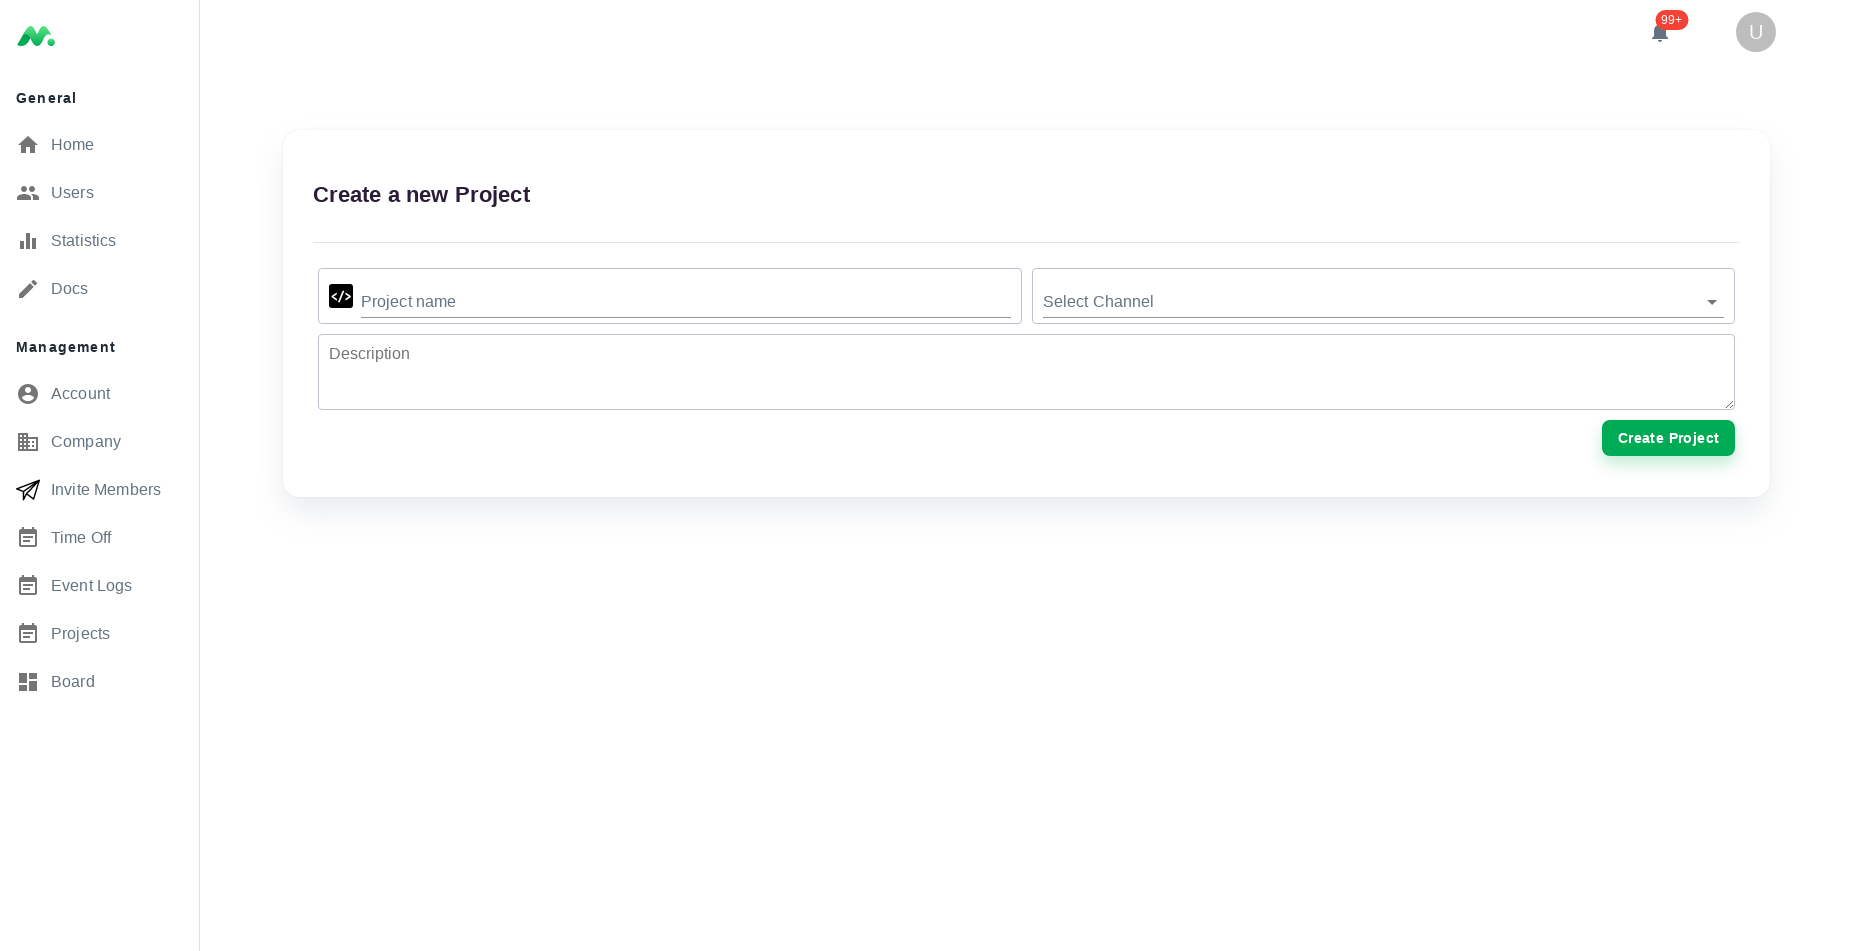 99+
U
General
Home
Users
Statistics
Docs
Management
Account
Company
Invite Members
Time Off
Event Logs
Projects
Board
Create a new Project
Project name
Select Channel
Description
Create Project